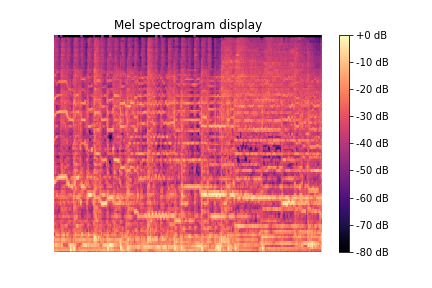 Mel spectrogram display
+0 dB
-10 dB
-20 dB
-30 dB
-40 dB
-50 dB
-60 dB
-70 dB
-80 dB